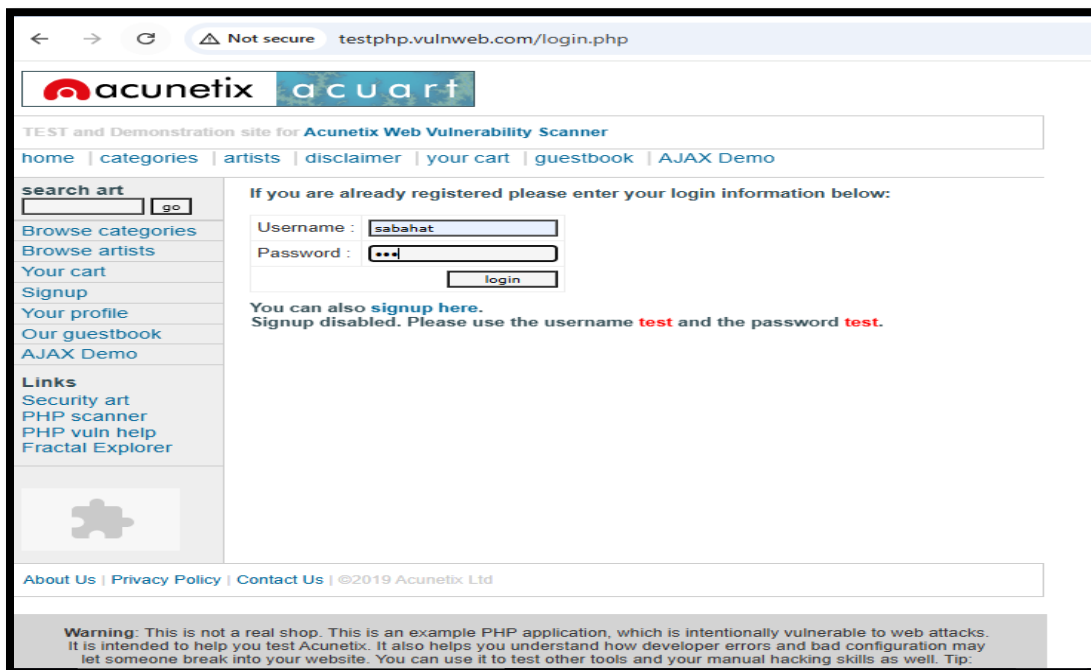 Not secure testphp.vulnweb.com/login.php
acunetix acuart
TEST and Demonstration site for Acunetix Web Vulnerability Scanner
home | categories | artists | disclaimer | your cart | guestbook | AJAX Demo
search art
go
Browse categories
Browse artists
Your cart
Signup
Your profile
Our guestbook
AJAX Demo
Links
Security art
PHP scanner
PHP vuln help
Fractal Explorer
If you are already registered please enter your login information below:
Username : sabahat
Password : •••
login
You can also signup here.
Signup disabled. Please use the username test and the password test.
About Us | Privacy Policy | Contact Us | ©2019 Acunetix Ltd
Warning: This is not a real shop. This is an example PHP application, which is intentionally vulnerable to web attacks.
It is intended to help you test Acunetix. It also helps you understand how developer errors and bad configuration may
let someone break into your website. You can use it to test other tools and your manual hacking skills as well. Tip: